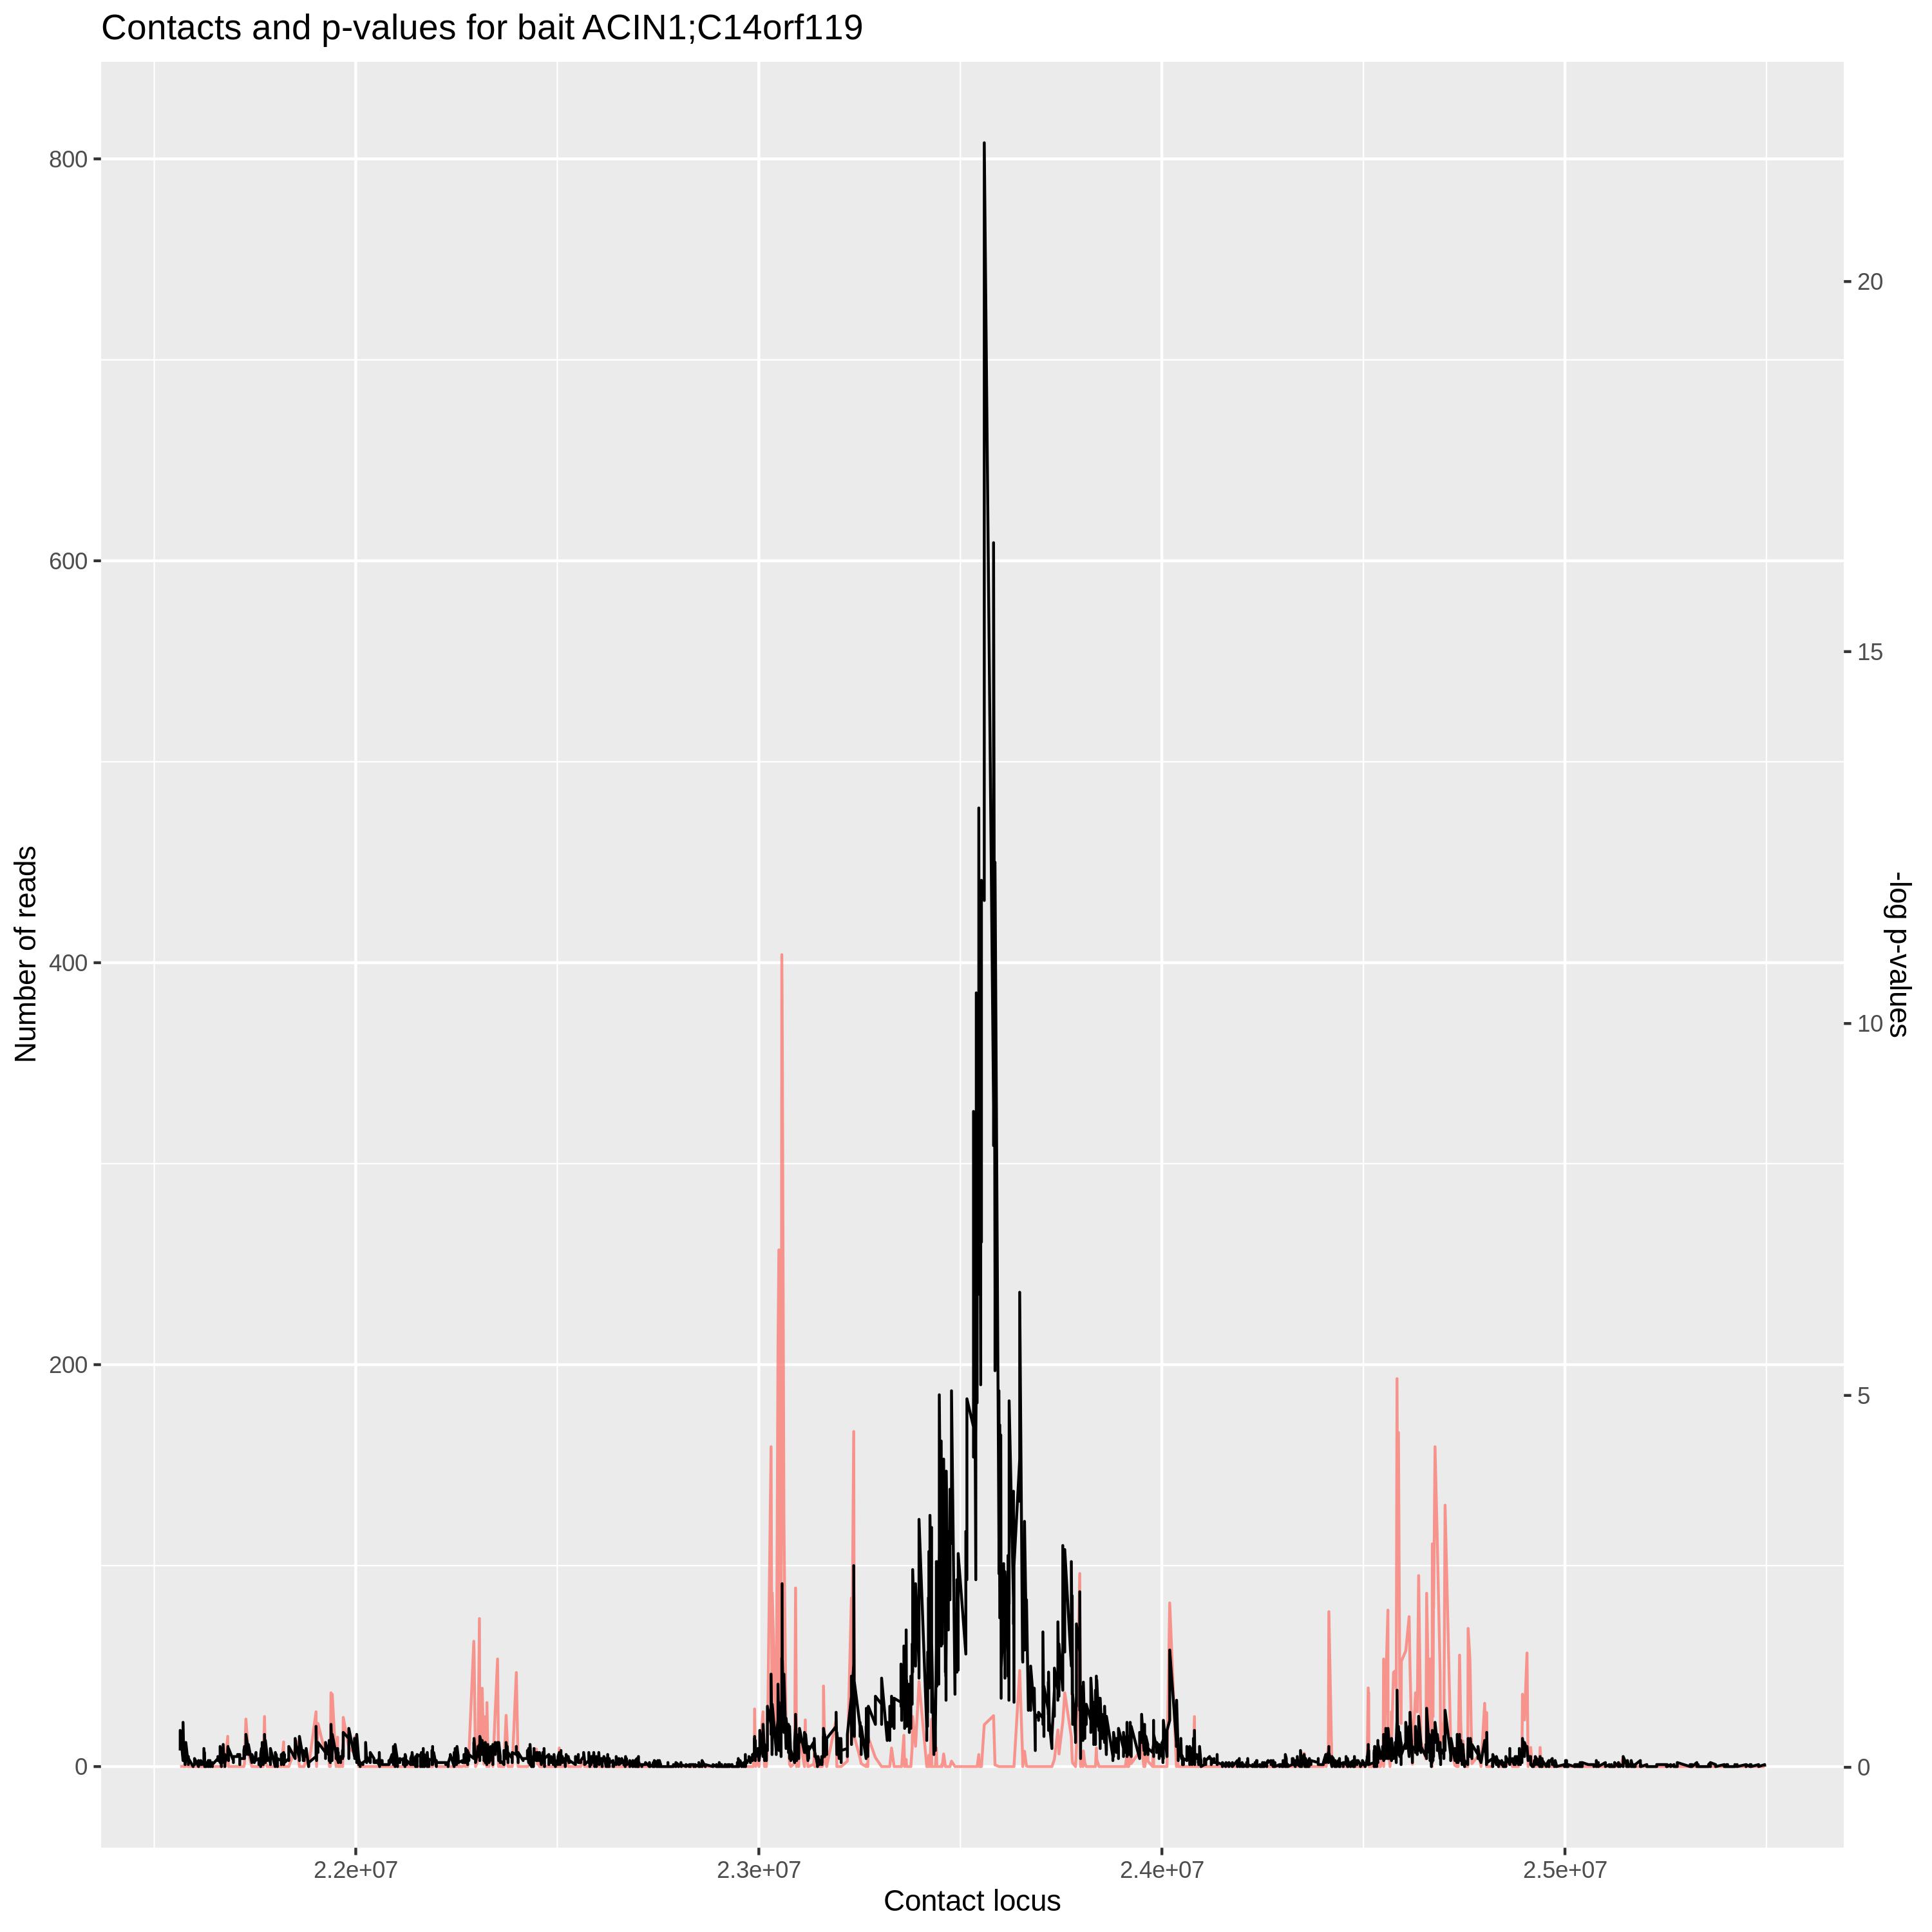 Contacts and p-values for bait ACIN1;C14orf119
800
600
400
200
0
Number of reads
20
15
10
5
0
-log p-values
2.2e+07
2.3e+07
2.4e+07
2.5e+07
Contact locus